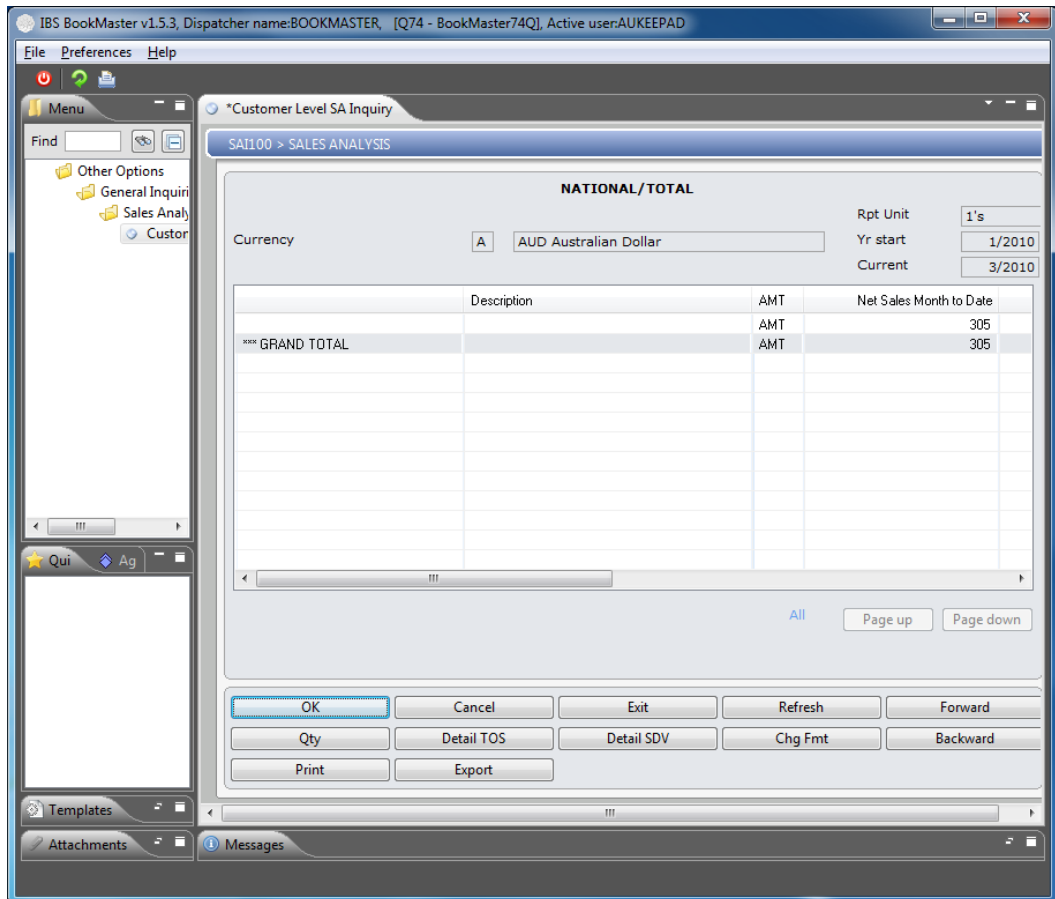 IBS BookMaster v1.5.3, Dispatcher name:BOOKMASTER, [Q74 - BookMaster74Q], Active user:AUKEEPAD
File Preferences Help
Menu
*Customer Level SA Inquiry
Find
SAI100 > SALES ANALYSIS
Other Options
General Inquiri
Sales Analy
Custor
NATIONAL/TOTAL
Rpt Unit 1's
Currency A AUD Australian Dollar Yr start 1/2010
Current 3/2010
Description AMT Net Sales Month to Date
AMT 305
*** GRAND TOTAL AMT 305
All Page up Page down
Qui Ag
OK Cancel Exit Refresh Forward
Qty Detail TOS Detail SDV Chg Fmt Backward
Print Export
Templates
Attachments Messages